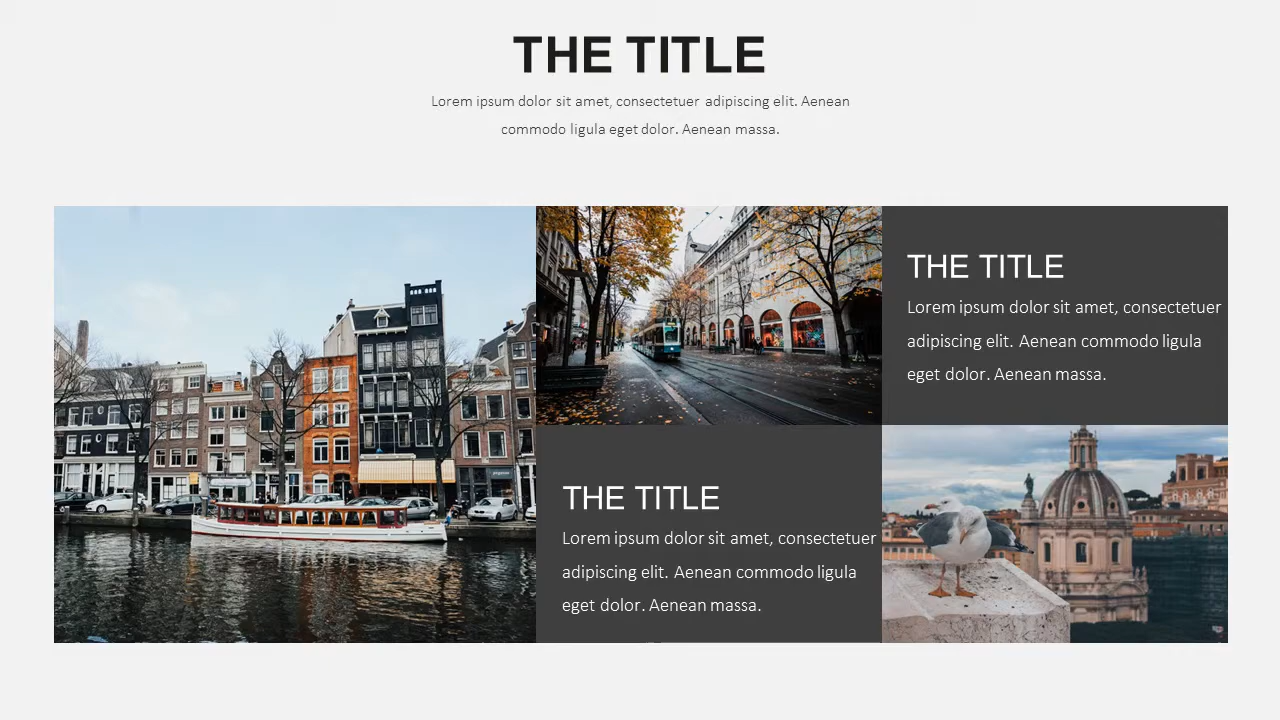 THE TITLE
Lorem ipsum dolor sit amet, consectetuer adipiscing elit. Aenean
commodo ligula eget dolor. Aenean massa.
THE TITLE
Lorem ipsum dolor sit amet, consectetuer
adipiscing elit. Aenean commodo ligula
eget dolor. Aenean massa.
THE TITLE
Lorem ipsum dolor sit amet, consectetuer
adipiscing elit. Aenean commodo ligula
eget dolor. Aenean massa.